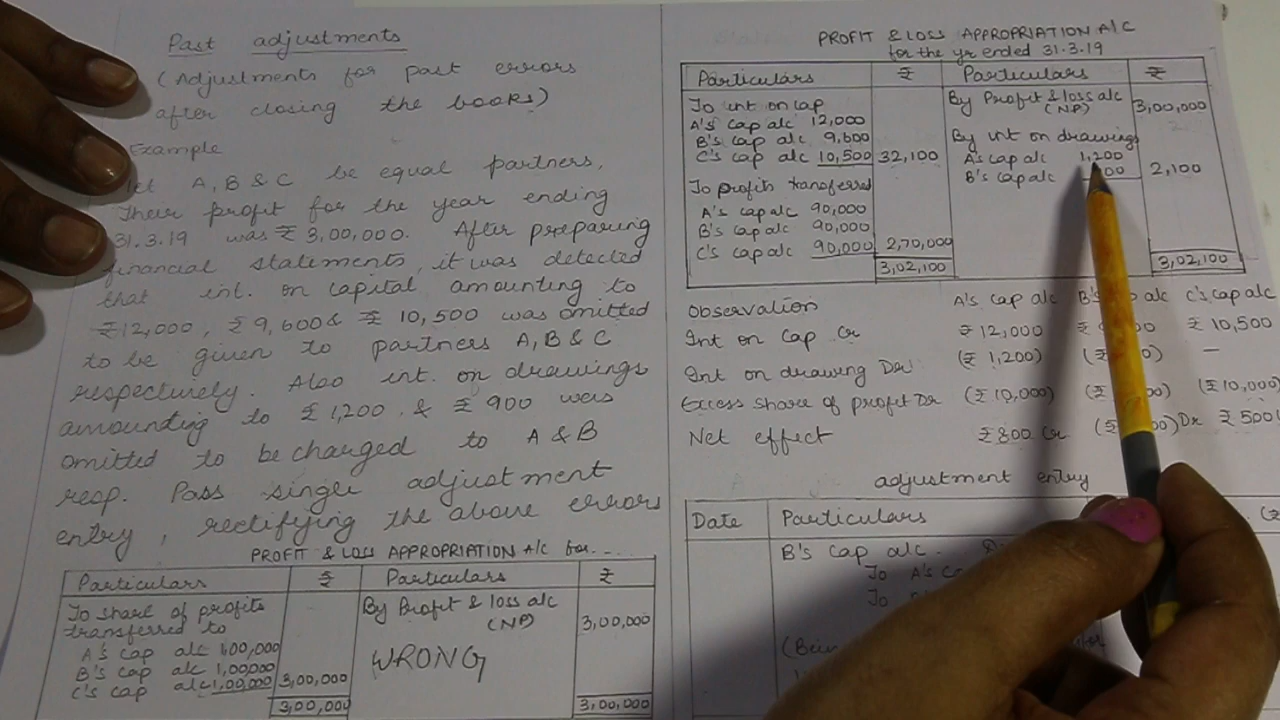 Past adjustments
(Adjustments for past errors
after closing the books)
Example
Let A, B & C be equal partners.
Their profit for the year ending
31.3.19 was ₹ 3,00,000. After preparing
financial statements, it was detected
that int. on capital amounting to
₹12,000, ₹ 9,600 & ₹ 10,500 was omitted
to be given to partners A, B & C
respectively. Also int. on drawings
amounting to ₹ 1,200 & ₹ 900 was
omitted to be charged to A & B
resp. Pass single adjustment
entry, rectifying the above errors
PROFIT & LOSS APPROPRIATION A/c for...
Particulars ₹ Particulars ₹
To share of profits By Profit & loss a/c
transferred to (NP) 3,00,000
A's Cap a/c 1,00,000
B's Cap a/c 1,00,000 WRONG
C's Cap a/c 1,00,000 3,00,000
3,00,000 3,00,000
PROFIT & LOSS APPROPRIATION A/C
for the yr ended 31.3.19
Particulars ₹ Particulars ₹
To int on cap By Profit & loss a/c
A's Cap a/c 12,000 (NP) 3,00,000
B's Cap a/c 9,600 By int on drawings
C's Cap a/c 10,500 32,100 A's cap a/c 1,200
To profits transferred B's cap a/c 2,100
A's Cap a/c 90,000
B's Cap a/c 90,000
C's Cap a/c 90,000 2,70,000
3,02,100 3,02,100
Observation A's Cap a/c B's a/c C's cap a/c
Int on Cap Cr ₹ 12,000 ₹ ₹ 10,500
Int on drawing Dr (₹ 1,200) (₹ ) —
Excess share of profit Dr (₹ 10,000) (₹ ) (₹ 10,000)
Net effect ₹ 800 Cr (₹ ) Dr ₹ 500
adjustment entry
Date Particulars (₹
B's Cap a/c.
To A's
To
(Being